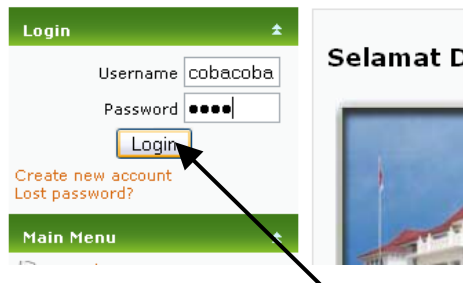 Login
Username cobacoba
Password ●●●●
Login
Create new account
Lost password?
Main Menu
Selamat D